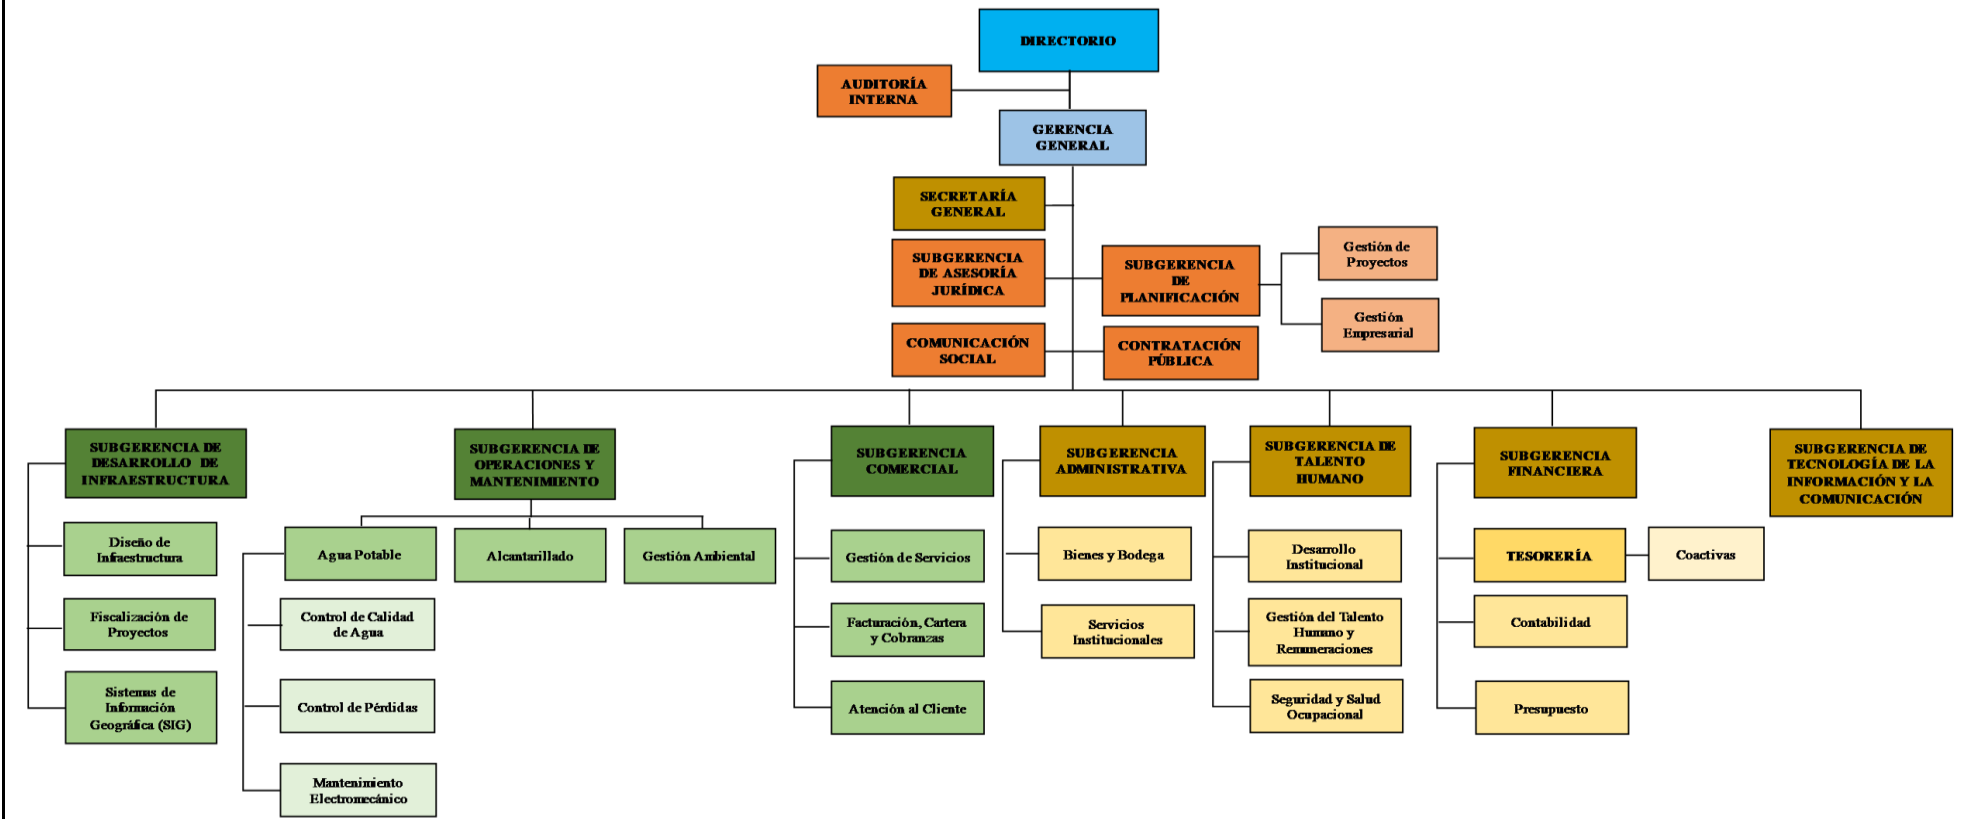 DIRECTORIO
AUDITORÍA
INTERNA
GERENCIA
GENERAL
SECRETARÍA
GENERAL
SUBGERENCIA
DE ASESORÍA
JURÍDICA
SUBGERENCIA
DE
PLANIFICACIÓN
Gestión de
Proyectos
Gestión
Empresarial
COMUNICACIÓN
SOCIAL
CONTRATACIÓN
PÚBLICA
SUBGERENCIA DE
DESARROLLO DE
INFRAESTRUCTURA
Diseño de
Infraestructura
Fiscalización de
Proyectos
Sistemas de
Información
Geográfica (SIG)
SUBGERENCIA DE
OPERACIONES Y
MANTENIMIENTO
Agua Potable
Alcantarillado
Gestión Ambiental
Control de Calidad
de Agua
Control de Pérdidas
Mantenimiento
Electromecánico
SUBGERENCIA
COMERCIAL
Gestión de Servicios
Facturación, Cartera
y Cobranzas
Atención al Cliente
SUBGERENCIA
ADMINISTRATIVA
Bienes y Bodega
Servicios
Institucionales
SUBGERENCIA DE
TALENTO
HUMANO
Desarrollo
Institucional
Gestión del Talento
Humano y
Remuneraciones
Seguridad y Salud
Ocupacional
SUBGERENCIA
FINANCIERA
TESORERÍA
Coactivas
Contabilidad
Presupuesto
SUBGERENCIA DE
TECNOLOGÍA DE LA
INFORMACIÓN Y LA
COMUNICACIÓN